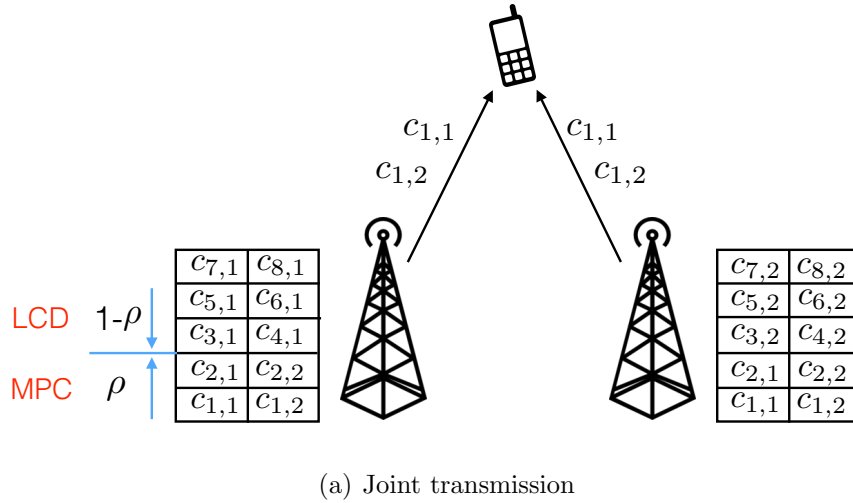 c1,1 c1,1
c1,2 c1,2
c7,1 c8,1 c7,2 c8,2
c5,1 c6,1 c5,2 c6,2
LCD 1-ρ c3,1 c4,1 c3,2 c4,2
MPC ρ c2,1 c2,2 c2,1 c2,2
c1,1 c1,2 c1,1 c1,2
(a) Joint transmission